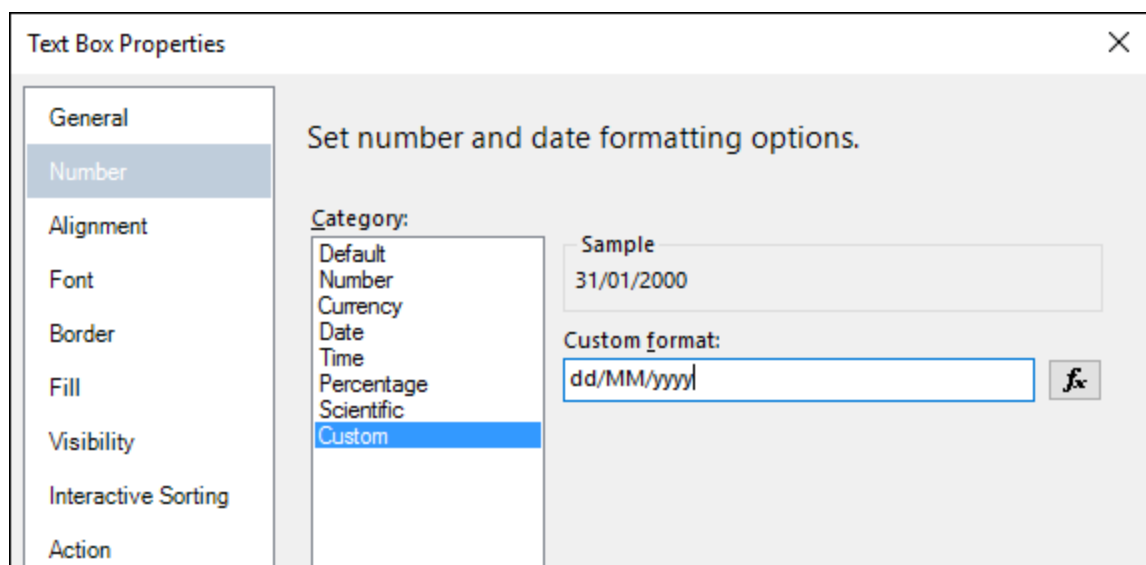 Text Box Properties
General
Number
Alignment
Font
Border
Fill
Visibility
Interactive Sorting
Action
Set number and date formatting options.
Category:
Default
Number
Currency
Date
Time
Percentage
Scientific
Custom
Sample
31/01/2000
Custom format:
dd/MM/yyyy
fx